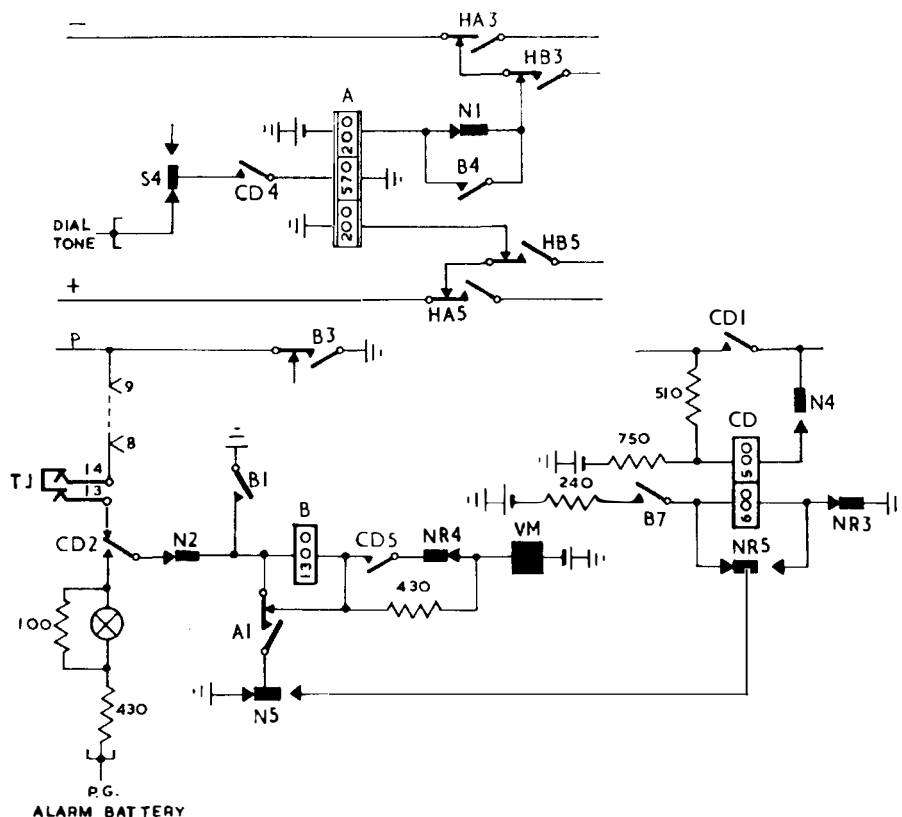 −
HA3
HB3
A
200
N1
S4
CD4
570
B4
DIAL
TONE
200
HB5
+
HA5
P
B3
CD1
9
510
N4
8
750
CD
500
TJ
14
13
B1
240
600
B7
NR3
CD2
N2
B
1300
CD5
NR4
VM
NR5
430
100
A1
N5
430
P.G.
ALARM BATTERY